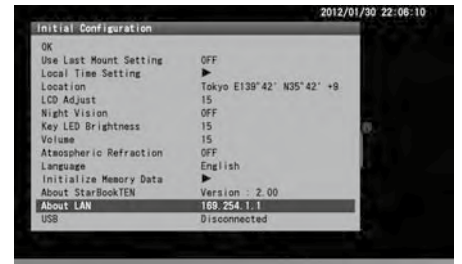 2012/01/30 22:06:10
Initial Configuration
OK
Use Last Mount Setting OFF
Local Time Setting ▶
Location Tokyo E139°42' N35°42' +9
LCD Adjust 15
Night Vision OFF
Key LED Brightness 15
Volume 15
Atmospheric Refraction OFF
Language English
Initialize Memory Data ▶
About StarBookTEN Version : 2.00
About LAN 169.254.1.1
USB Disconnected